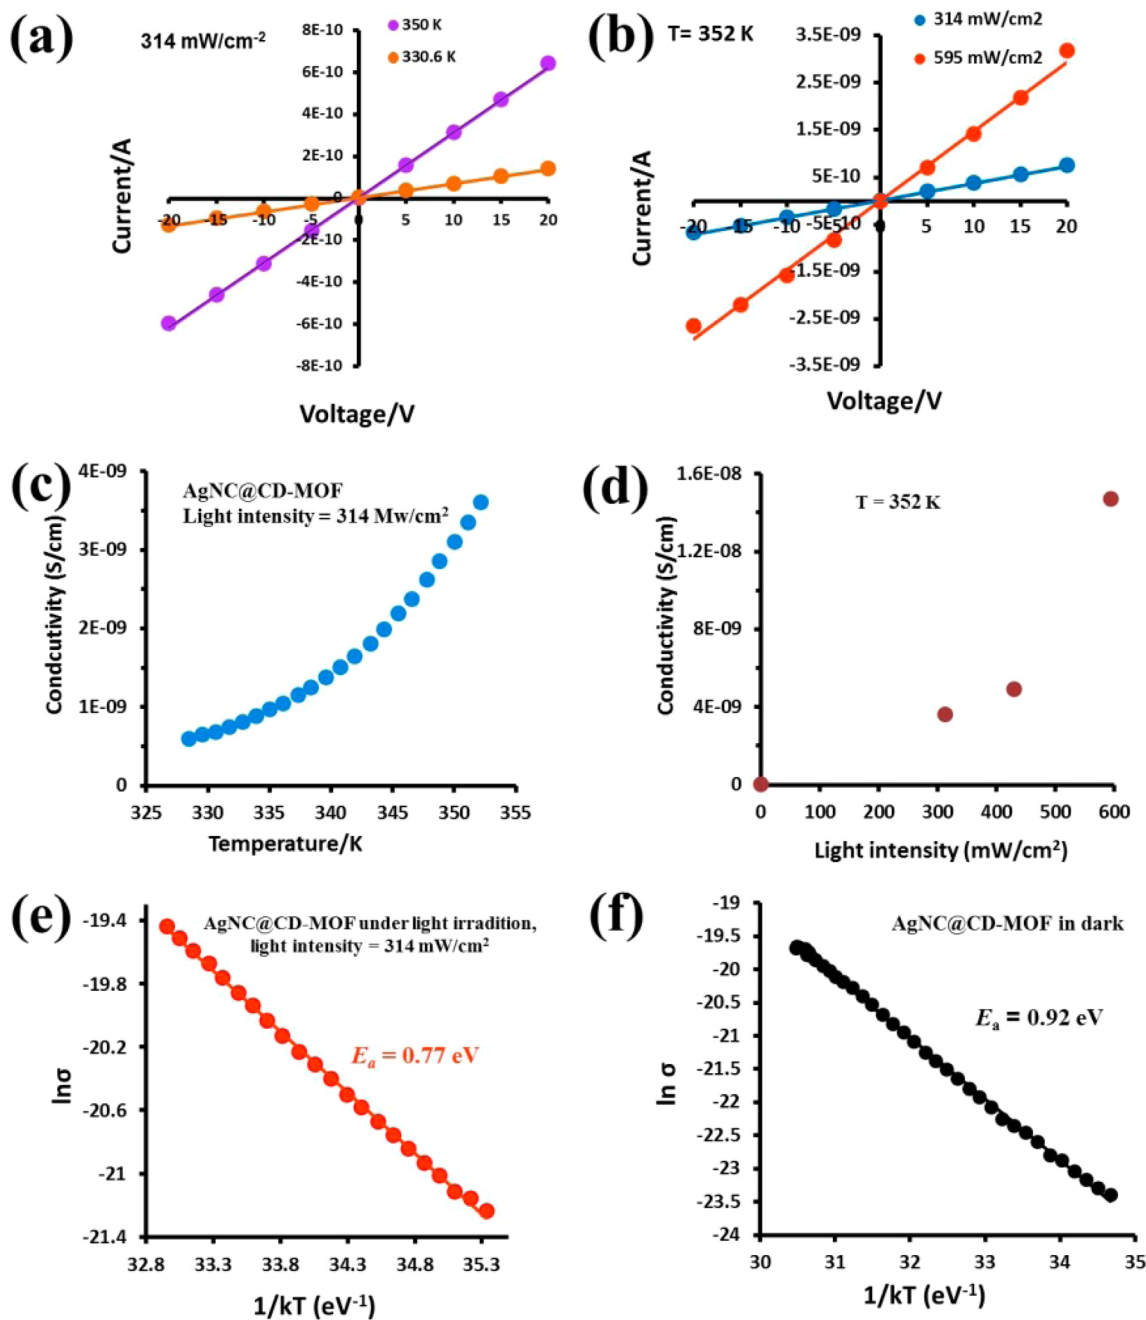 (a)
314 mW/cm-2
350 K
330.6 K
8E-10
6E-10
4E-10
2E-10
0
-2E-10
-4E-10
-6E-10
-8E-10
-20 -15 -10 -5 0 5 10 15 20
Current/A
Voltage/V
(b)
T= 352 K
314 mW/cm2
595 mW/cm2
3.5E-09
2.5E-09
1.5E-09
5E-10
-5E-10
-1.5E-09
-2.5E-09
-3.5E-09
-20 -15 -10 -5 0 5 10 15 20
Current/A
Voltage/V
(c)
AgNC@CD-MOF
Light intensity = 314 Mw/cm2
4E-09
3E-09
2E-09
1E-09
0
325 330 335 340 345 350 355
Condcutivity (S/cm)
Temperature/K
(d)
T = 352 K
1.6E-08
1.2E-08
8E-09
4E-09
0
0 100 200 300 400 500 600
Conductivity (S/cm)
Light intensity (mW/cm2)
(e)
AgNC@CD-MOF under light irradition,
light intensity = 314 mW/cm2
Ea = 0.77 eV
-19.4
-19.8
-20.2
-20.6
-21
-21.4
32.8 33.3 33.8 34.3 34.8 35.3
lnσ
1/kT (eV-1)
(f)
AgNC@CD-MOF in dark
Ea = 0.92 eV
-19
-19.5
-20
-20.5
-21
-21.5
-22
-22.5
-23
-23.5
-24
30 31 32 33 34 35
ln σ
1/kT (eV-1)